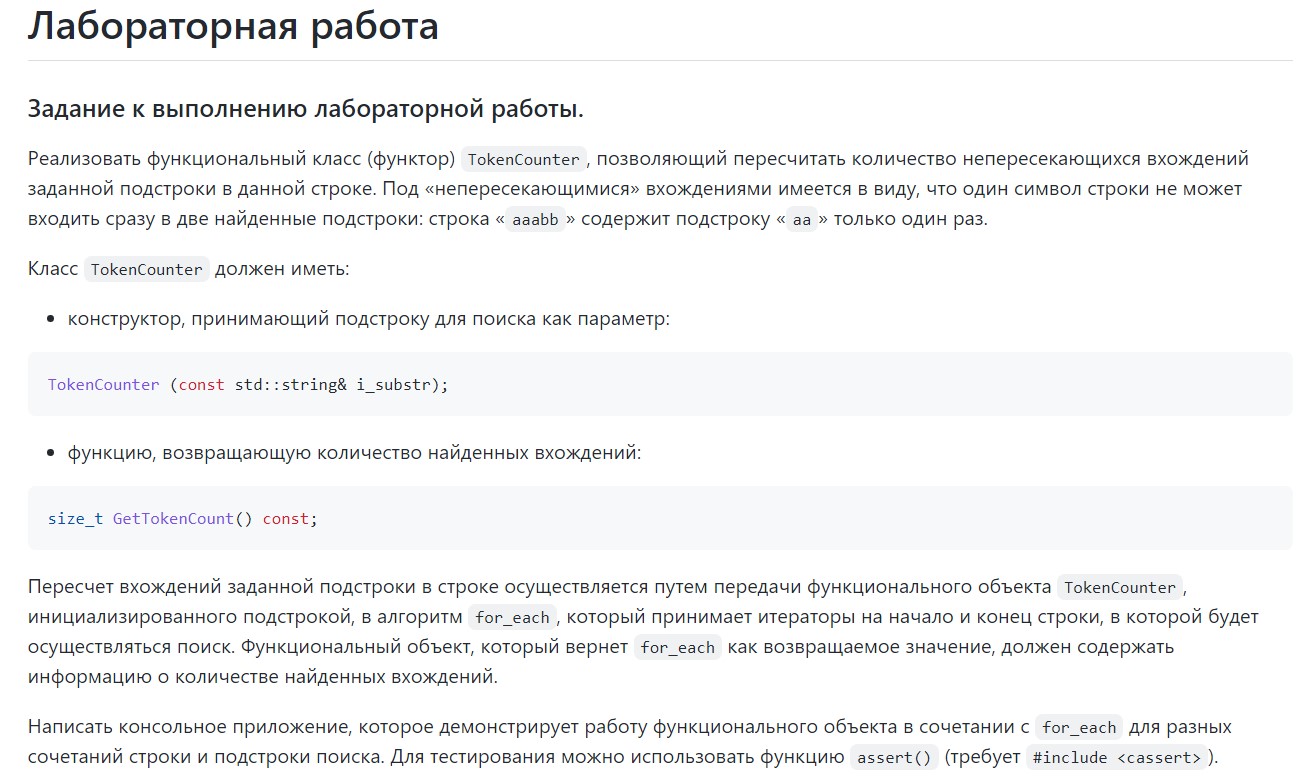 Лабораторная работа
Задание к выполнению лабораторной работы.
Реализовать функциональный класс (функтор) TokenCounter, позволяющий пересчитать количество непересекающихся вхождений
заданной подстроки в данной строке. Под «непересекающимися» вхождениями имеется в виду, что один символ строки не может
входить сразу в две найденные подстроки: строка «aaabb» содержит подстроку «aa» только один раз.
Класс TokenCounter должен иметь:
• конструктор, принимающий подстроку для поиска как параметр:
TokenCounter (const std::string& i_substr);
• функцию, возвращающую количество найденных вхождений:
size_t GetTokenCount() const;
Пересчет вхождений заданной подстроки в строке осуществляется путем передачи функционального объекта TokenCounter,
инициализированного подстрокой, в алгоритм for_each, который принимает итераторы на начало и конец строки, в которой будет
осуществляться поиск. Функциональный объект, который вернет for_each как возвращаемое значение, должен содержать
информацию о количестве найденных вхождений.
Написать консольное приложение, которое демонстрирует работу функционального объекта в сочетании с for_each для разных
сочетаний строки и подстроки поиска. Для тестирования можно использовать функцию assert() (требует #include <cassert>).